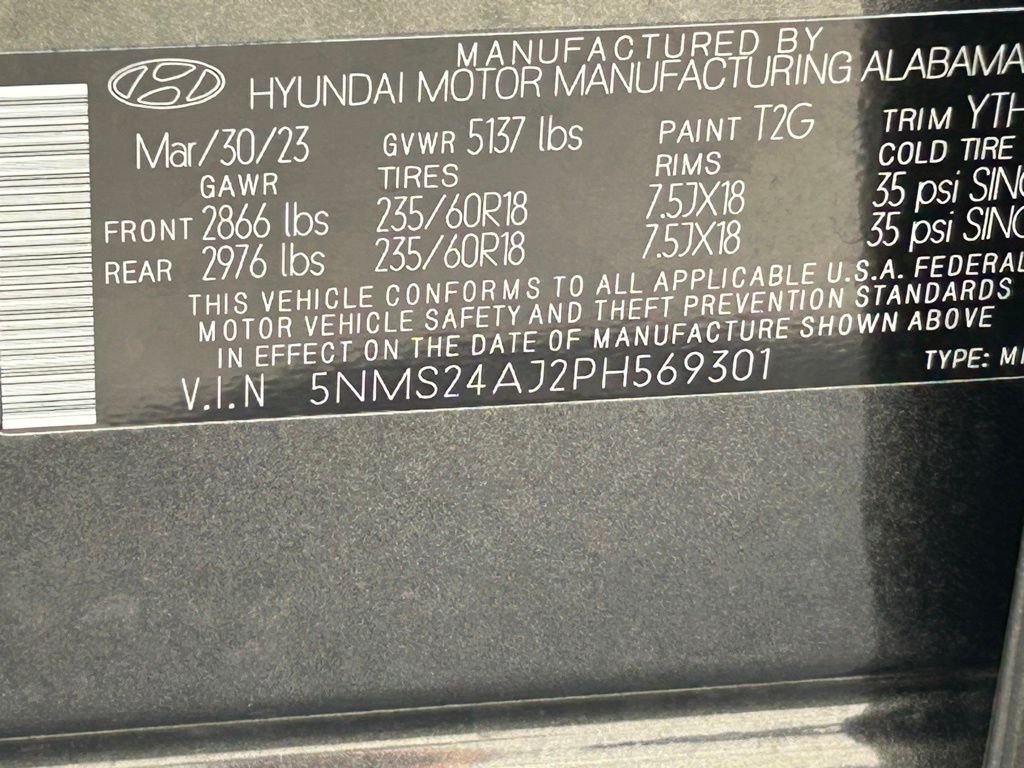 MANUFACTURED BY
HYUNDAI MOTOR MANUFACTURING ALABAMA
Mar/30/23 GVWR 5137 lbs PAINT T2G TRIM YTH
GAWR TIRES RIMS COLD TIRE
FRONT 2866 lbs 235/60R18 7.5JX18 35 psi SING
REAR 2976 lbs 235/60R18 7.5JX18 35 psi SING
THIS VEHICLE CONFORMS TO ALL APPLICABLE U.S.A. FEDERAL
MOTOR VEHICLE SAFETY AND THEFT PREVENTION STANDARDS
IN EFFECT ON THE DATE OF MANUFACTURE SHOWN ABOVE
V.I.N 5NMS24AJ2PH569301 TYPE: